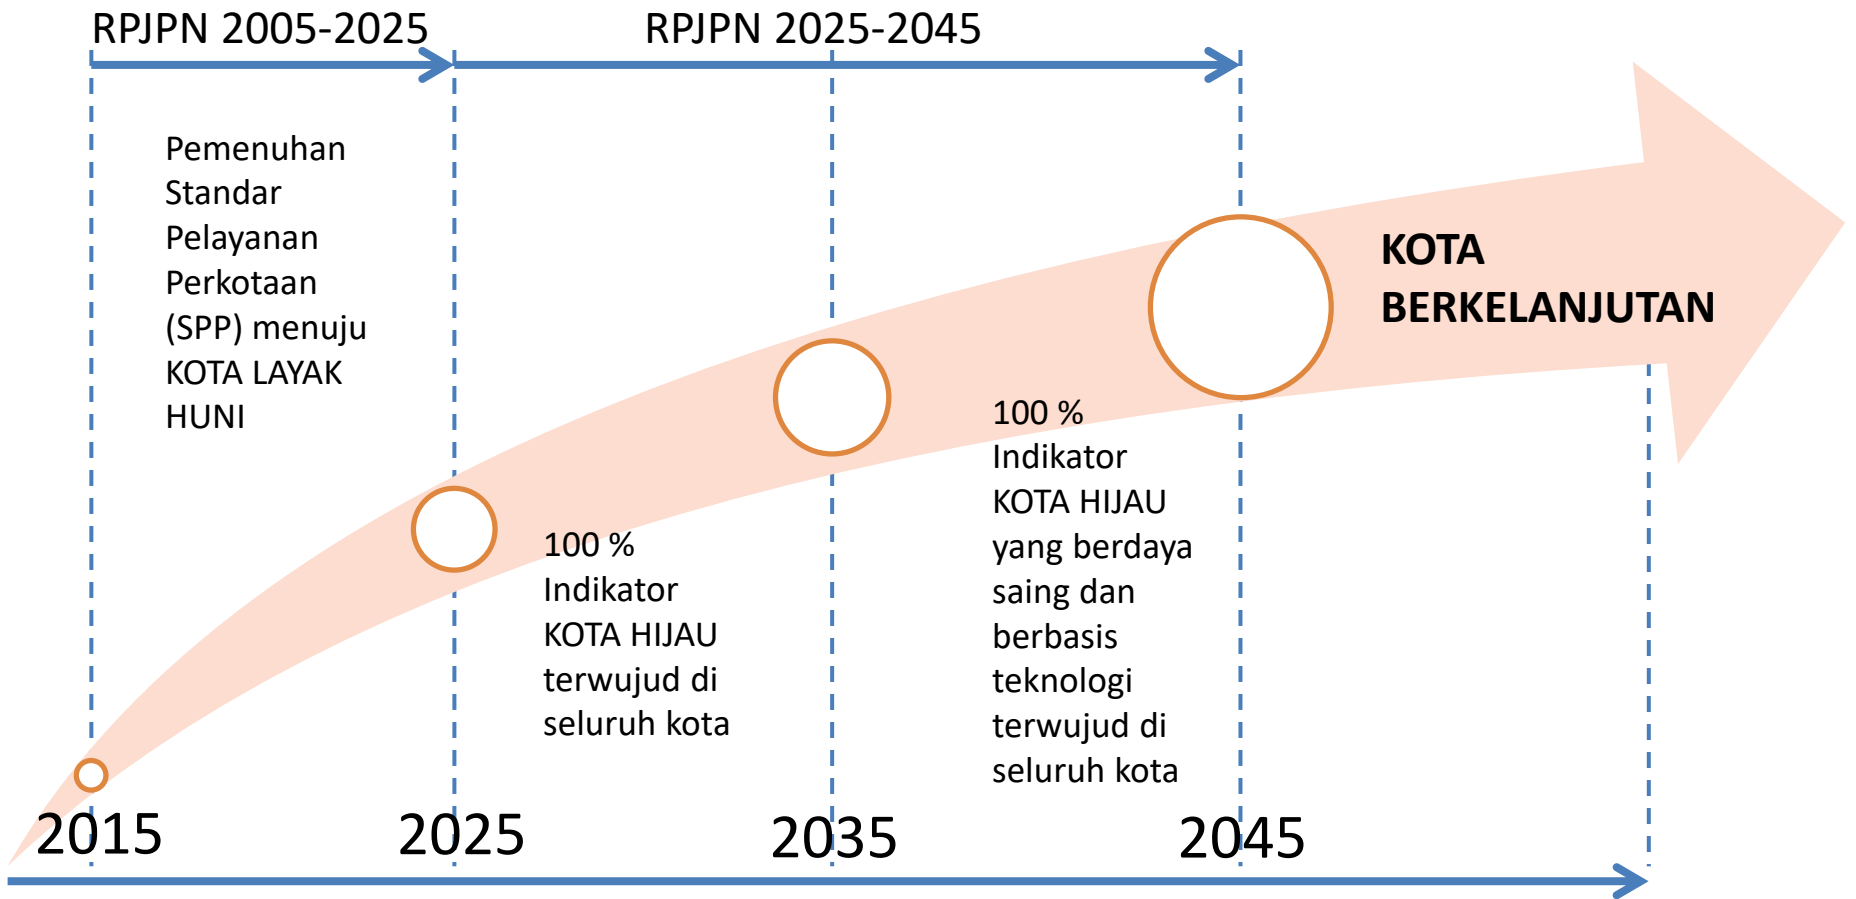 RPJPN 2005-2025
RPJPN 2025-2045
Pemenuhan
Standar
Pelayanan
Perkotaan
(SPP) menuju
KOTA LAYAK
HUNI
100 %
Indikator
KOTA HIJAU
terwujud di
seluruh kota
100 %
Indikator
KOTA HIJAU
yang berdaya
saing dan
berbasis
teknologi
terwujud di
seluruh kota
KOTA
BERKELANJUTAN
2015
2025
2035
2045